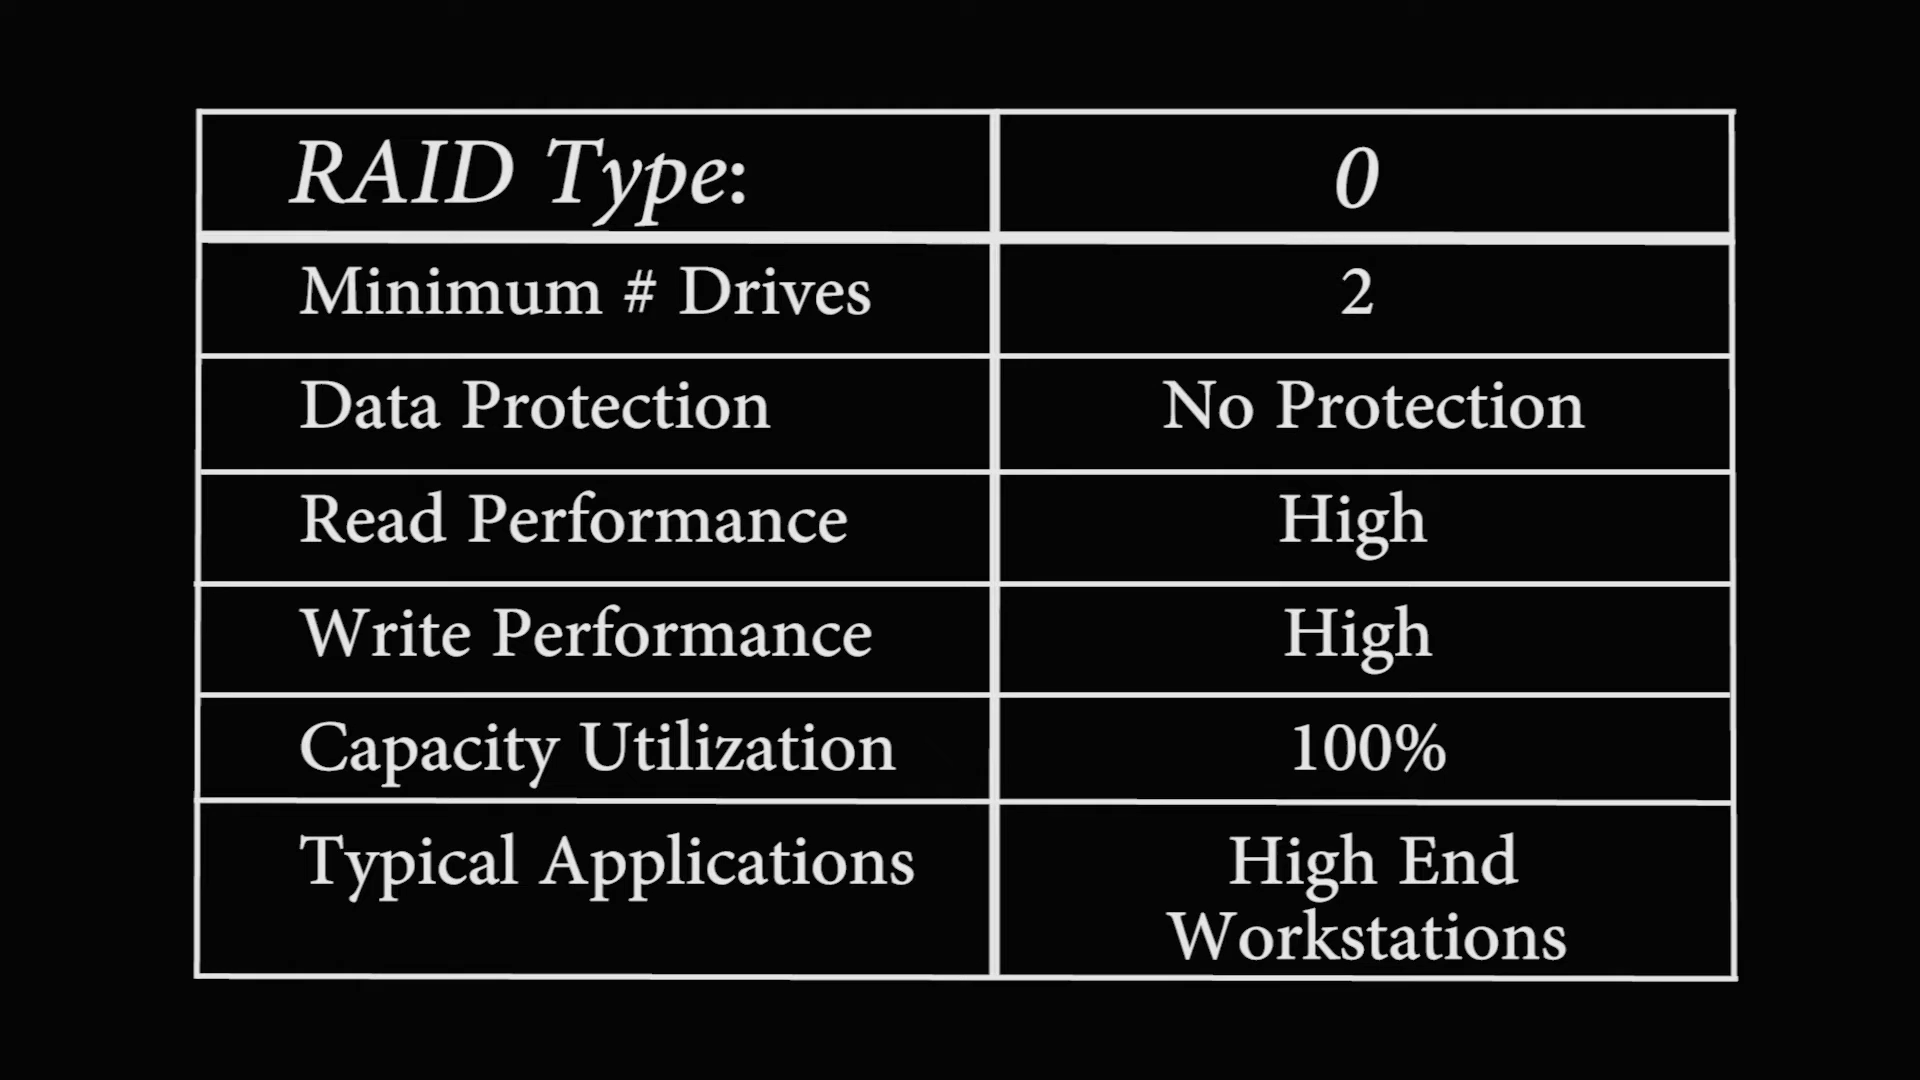 RAID Type: 0
Minimum # Drives 2
Data Protection No Protection
Read Performance High
Write Performance High
Capacity Utilization 100%
Typical Applications High End
Workstations